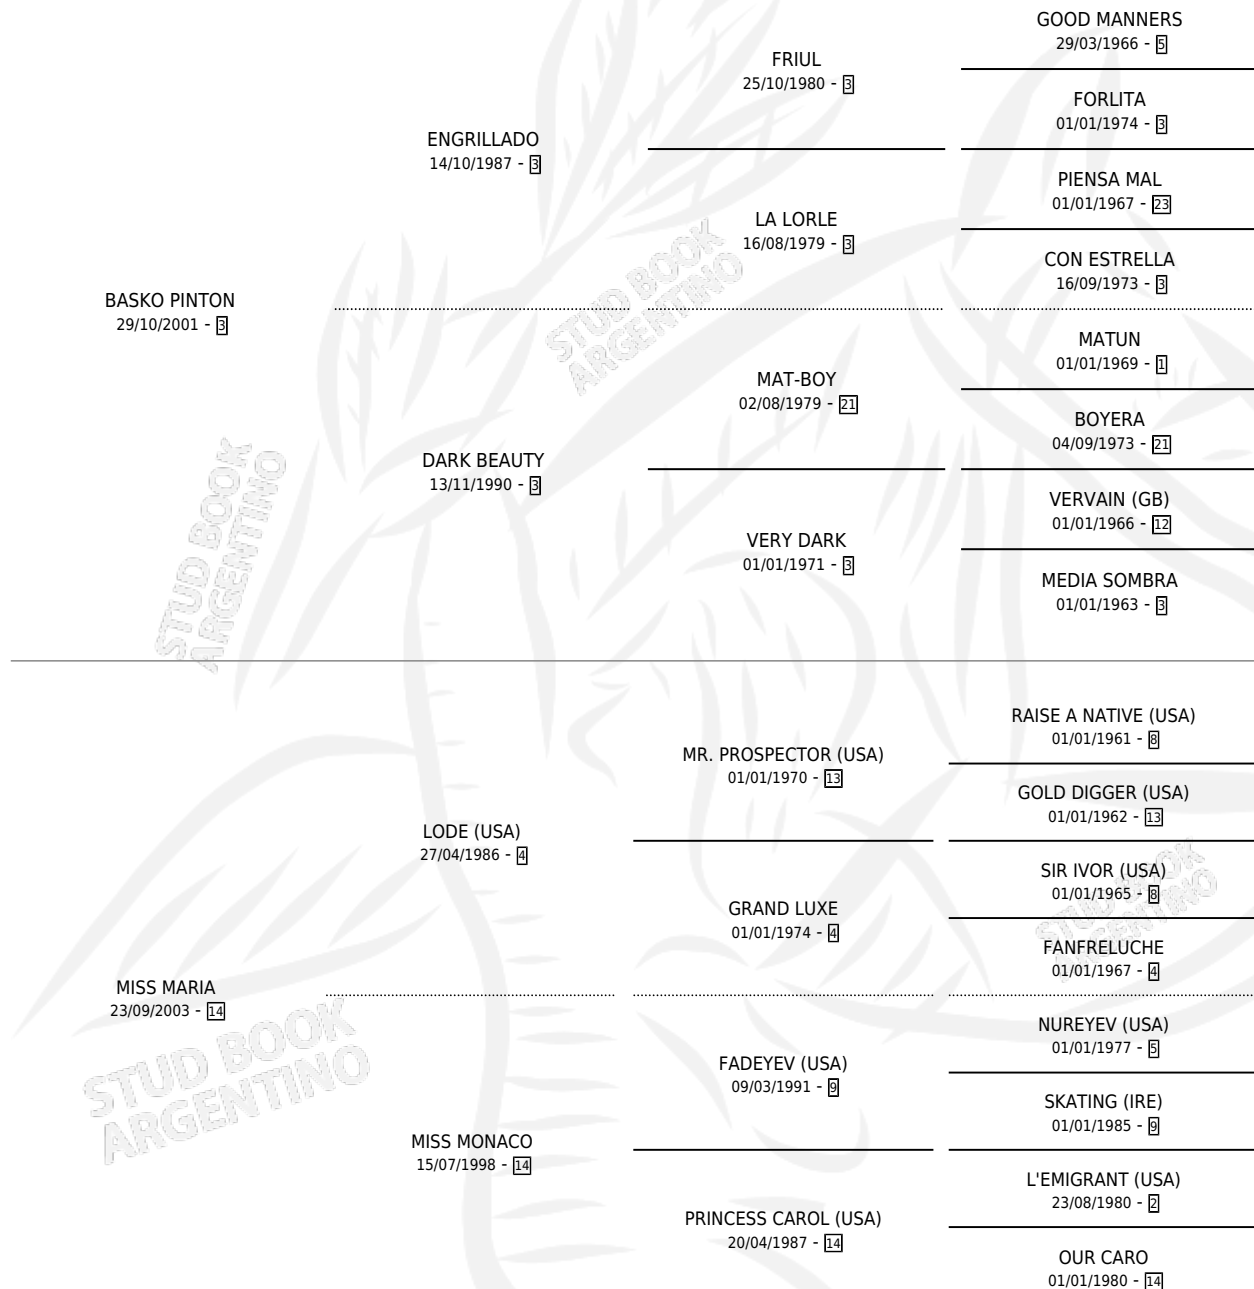 GOOD MANNERS
29/03/1966 - 5
FRIUL
25/10/1980 - 3
FORLITA
01/01/1974 - 3
ENGRILLADO
14/10/1987 - 3
PIENSA MAL
01/01/1967 - 23
LA LORLE
16/08/1979 - 3
CON ESTRELLA
16/09/1973 - 3
BASKO PINTON
29/10/2001 - 3
MATUN
01/01/1969 - 1
MAT-BOY
02/08/1979 - 21
BOYERA
04/09/1973 - 21
DARK BEAUTY
13/11/1990 - 3
VERVAIN (GB)
01/01/1966 - 12
VERY DARK
01/01/1971 - 3
MEDIA SOMBRA
01/01/1963 - 3
RAISE A NATIVE (USA)
01/01/1961 - 8
MR. PROSPECTOR (USA)
01/01/1970 - 13
GOLD DIGGER (USA)
01/01/1962 - 13
LODE (USA)
27/04/1986 - 4
SIR IVOR (USA)
01/01/1965 - 8
GRAND LUXE
01/01/1974 - 4
FANFRELUCHE
01/01/1967 - 4
MISS MARIA
23/09/2003 - 14
NUREYEV (USA)
01/01/1977 - 5
FADEYEV (USA)
09/03/1991 - 9
SKATING (IRE)
01/01/1985 - 9
MISS MONACO
15/07/1998 - 14
L'EMIGRANT (USA)
23/08/1980 - 2
PRINCESS CAROL (USA)
20/04/1987 - 14
OUR CARO
01/01/1980 - 14
STUD BOOK
ARGENTINO
STUD BOOK
ARGENTINO
STUD BOOK
ARGENTINO
STUD BOOK
ARGENTINO